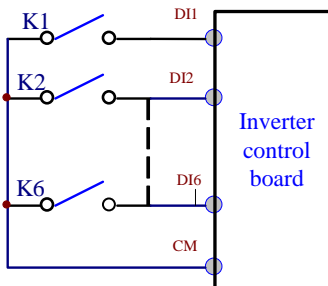 K1
DI1
K2
DI2
Inverter
control
board
K6
DI6
CM